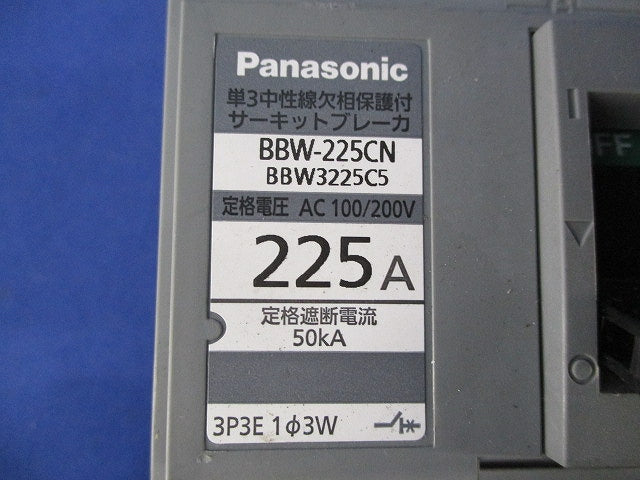 Panasonic
単3中性線欠相保護付
サーキットブレーカ
BBW-225CN
BBW3225C5
定格電圧 AC 100/200V
225A
定格遮断電流
50kA
3P3E 1φ3W
FF